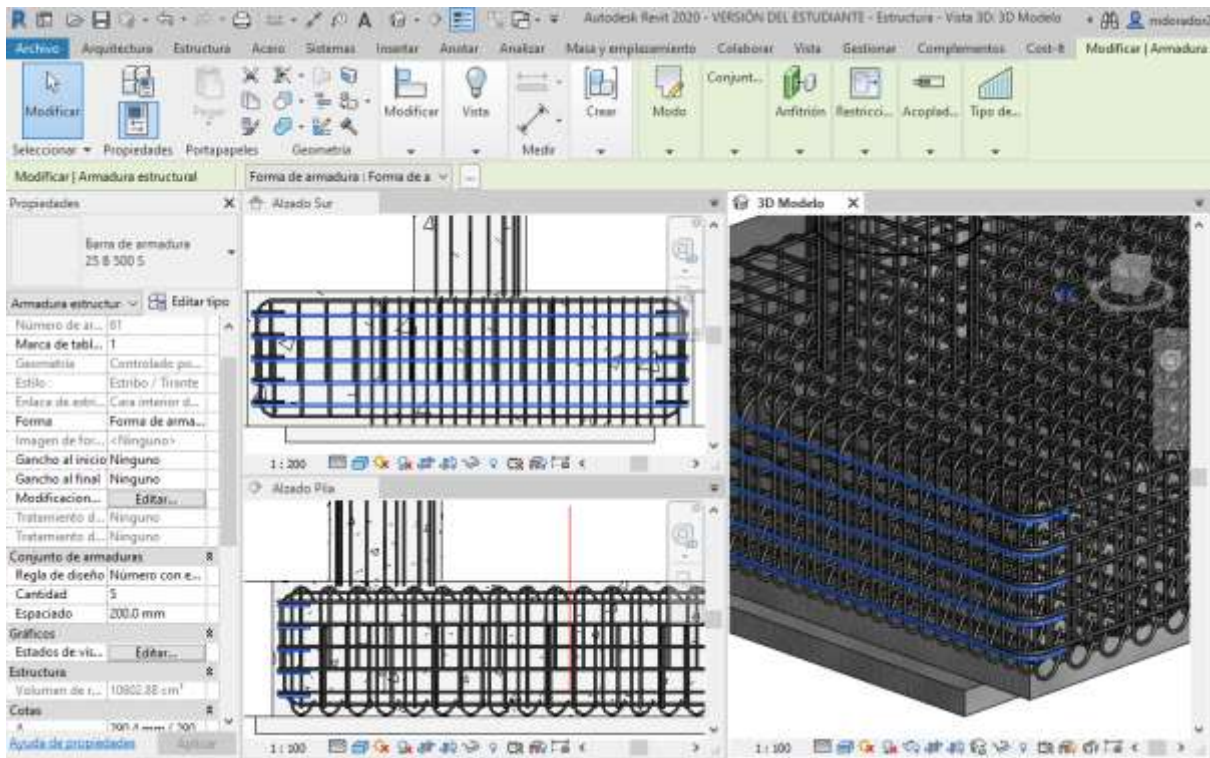 Autodesk Revit 2020 - VERSIÓN DEL ESTUDIANTE - Estructura - Vista 3D: 3D Modelo
Archivo Arquitectura Estructura Acero Sistemas Insertar Anotar Analizar Masa y emplazamiento Colaborar Vista Gestionar Complementos Cost-It Modificar | Armadura
Modificar Pegar Modificar Vista Crear Modo Conjunt... Anfitrión Restricci... Acoplad... Tipo de...
Seleccionar Propiedades Portapapeles Geometría Medir
Modificar | Armadura estructural Forma de armadura : Forma de a
Propiedades
Barra de armadura
25 B 500 S
Armadura estructur Editar tipo
Número de ar... 61
Marca de tabl... 1
Geometría Controlado po...
Estilo Estribo / Tirante
Enlace de estri... Cara interior d...
Forma Forma de arma...
Imagen de for... <Ninguno>
Gancho al inicio Ninguno
Gancho al final Ninguno
Modificacion... Editar...
Tratamiento d... Ninguno
Tratamiento d... Ninguno
Conjunto de armaduras
Regla de diseño Número con e...
Cantidad 5
Espaciado 200.0 mm
Gráficos
Estados de vis... Editar...
Estructura
Volumen de r... 10802.88 cm³
Cotas
Ayuda de propiedades Aplicar
Alzado Sur
1 : 200
Alzado Pila
1 : 100
3D Modelo
1 : 100